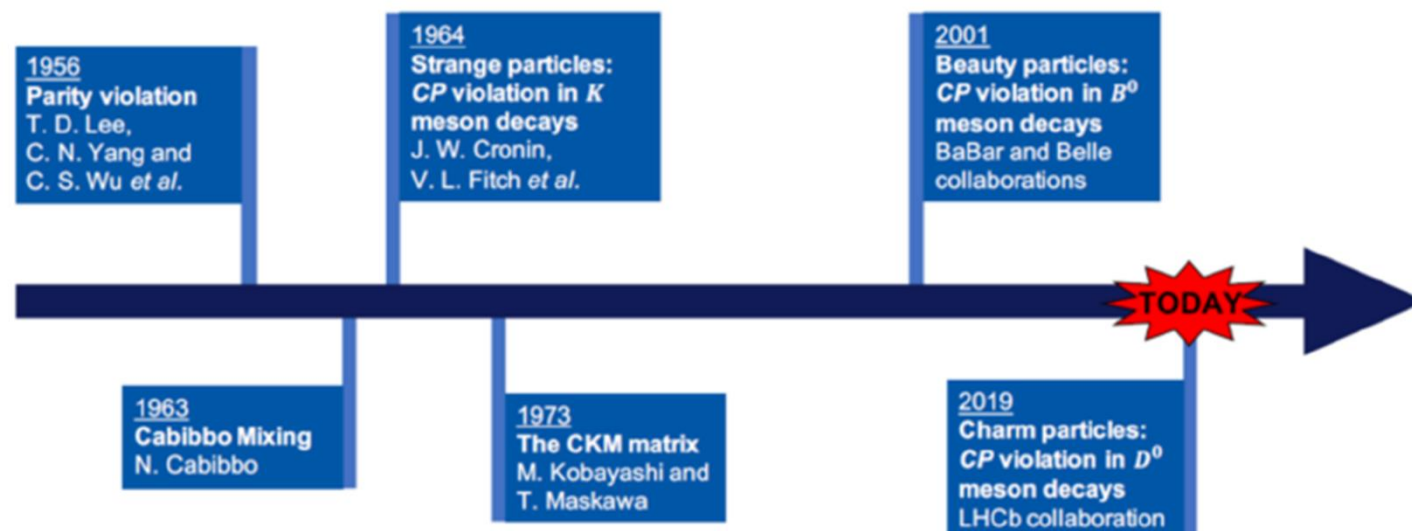 1956
Parity violation
T. D. Lee,
C. N. Yang and
C. S. Wu et al.
1964
Strange particles:
CP violation in K
meson decays
J. W. Cronin,
V. L. Fitch et al.
2001
Beauty particles:
CP violation in B⁰
meson decays
BaBar and Belle
collaborations
TODAY
1963
Cabibbo Mixing
N. Cabibbo
1973
The CKM matrix
M. Kobayashi and
T. Maskawa
2019
Charm particles:
CP violation in D⁰
meson decays
LHCb collaboration